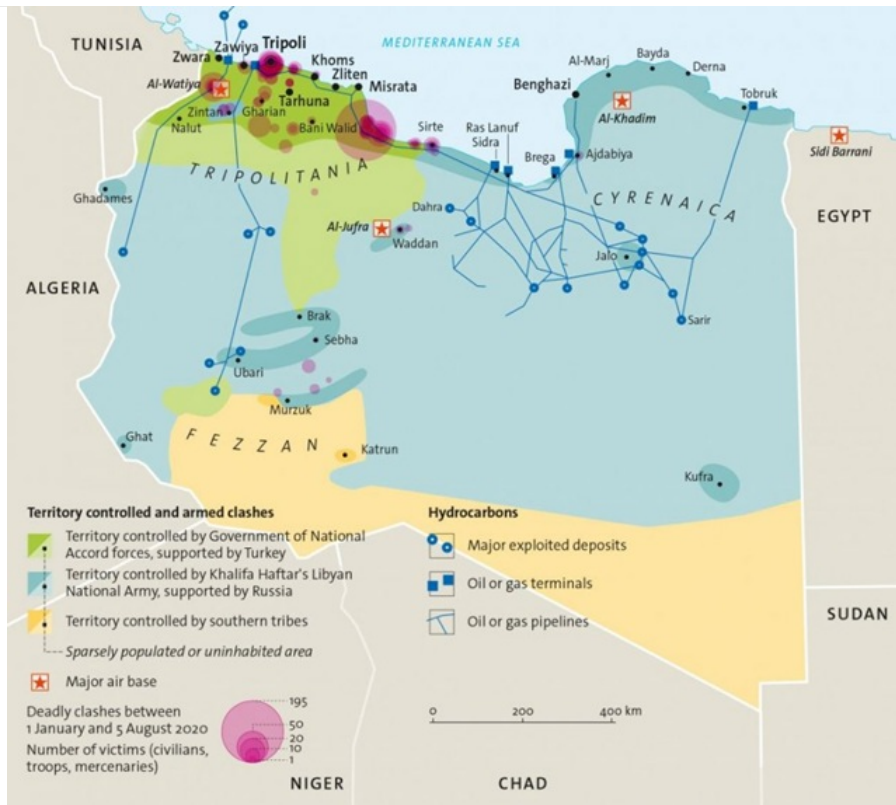 TUNISIA
MEDITERRANEAN SEA
Zwara
Zawiya
Tripoli
Khoms
Zliten
Misrata
Al-Watiya
Tarhuna
Zintan
Gharian
Nalut
Bani Walid
Sirte
Ras Lanuf
Sidra
Brega
Ajdabiya
Benghazi
Al-Marj
Bayda
Derna
Al-Khadim
Tobruk
Sidi Barrani
TRIPOLITANIA
CYRENAICA
EGYPT
Ghadames
Al-Jufra
Waddan
Dahra
Jalo
Sarir
ALGERIA
Brak
Sebha
Ubari
Murzuk
Ghat
FEZZAN
Katrun
Kufra
Territory controlled and armed clashes
Territory controlled by Government of National
Accord forces, supported by Turkey
Territory controlled by Khalifa Haftar's Libyan
National Army, supported by Russia
Territory controlled by southern tribes
Sparsely populated or uninhabited area
Major air base
Deadly clashes between
1 January and 5 August 2020
Number of victims (civilians,
troops, mercenaries)
195
50
20
10
1
Hydrocarbons
Major exploited deposits
Oil or gas terminals
Oil or gas pipelines
0 200 400 km
SUDAN
NIGER
CHAD